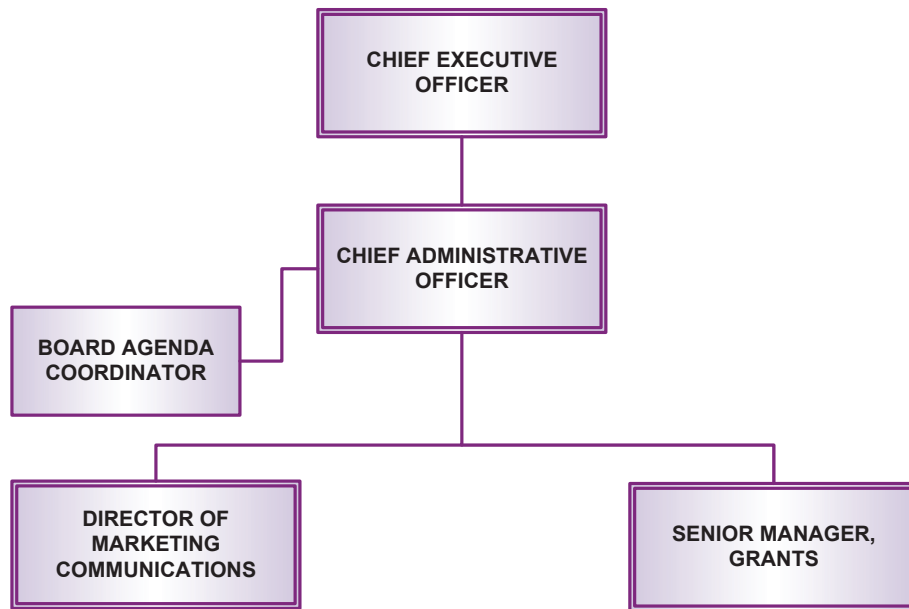 CHIEF EXECUTIVE
OFFICER
CHIEF ADMINISTRATIVE
OFFICER
BOARD AGENDA
COORDINATOR
DIRECTOR OF
MARKETING
COMMUNICATIONS
SENIOR MANAGER,
GRANTS